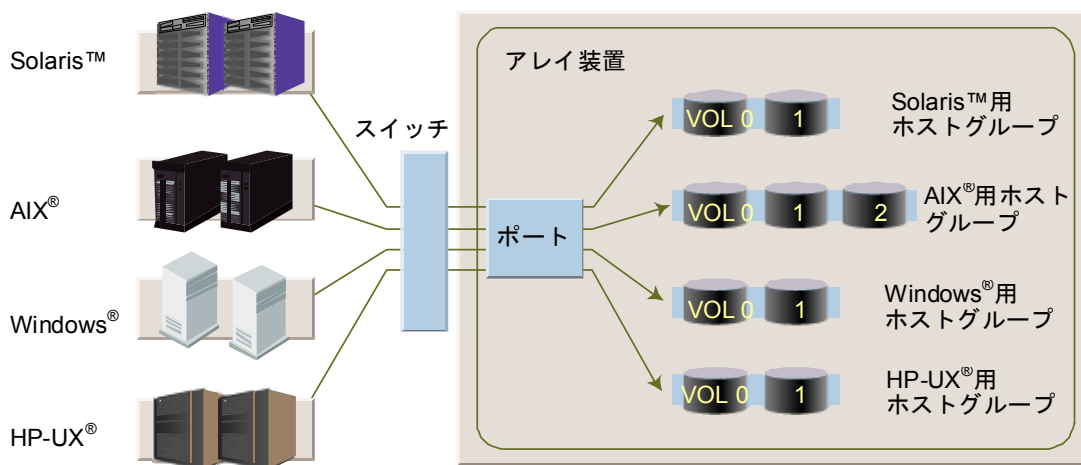 Solaris™
AIX®
Windows®
HP-UX®
スイッチ
アレイ装置
ポート
VOL 0 1
Solaris™用
ホストグループ
VOL 0 1 2
AIX®用ホスト
グループ
VOL 0 1
Windows®用
ホストグループ
VOL 0 1
HP-UX®用
ホストグループ